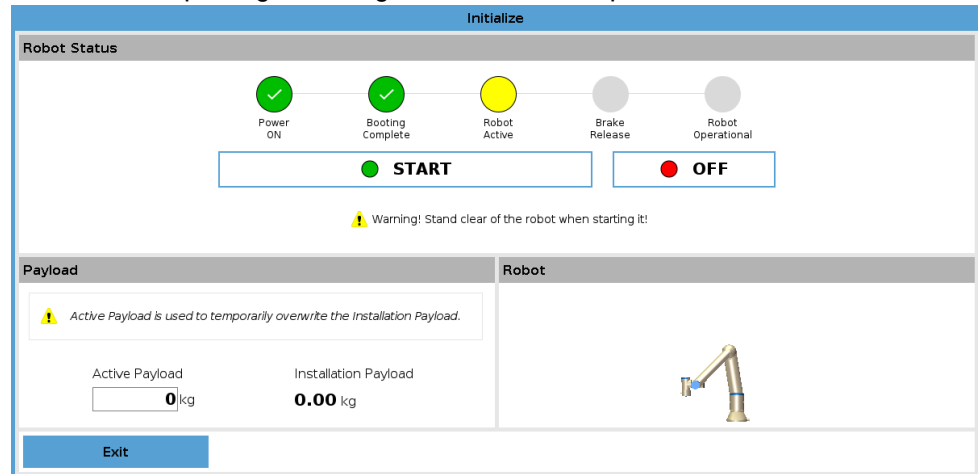 Initialize
Robot Status
Power
ON
Booting
Complete
Robot
Active
Brake
Release
Robot
Operational
START
OFF
Warning! Stand clear of the robot when starting it!
Payload
Active Payload is used to temporarily overwrite the Installation Payload.
Active Payload
0 kg
Installation Payload
0.00 kg
Robot
Exit